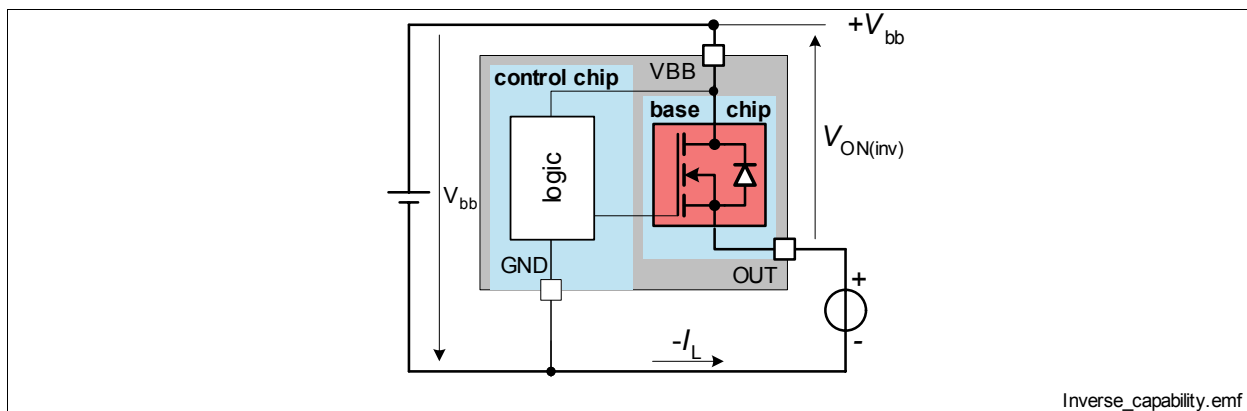 +Vbb
VBB
control chip
base chip
VON(inv)
logic
Vbb
GND
OUT
+
-
-IL
Inverse_capability.emf